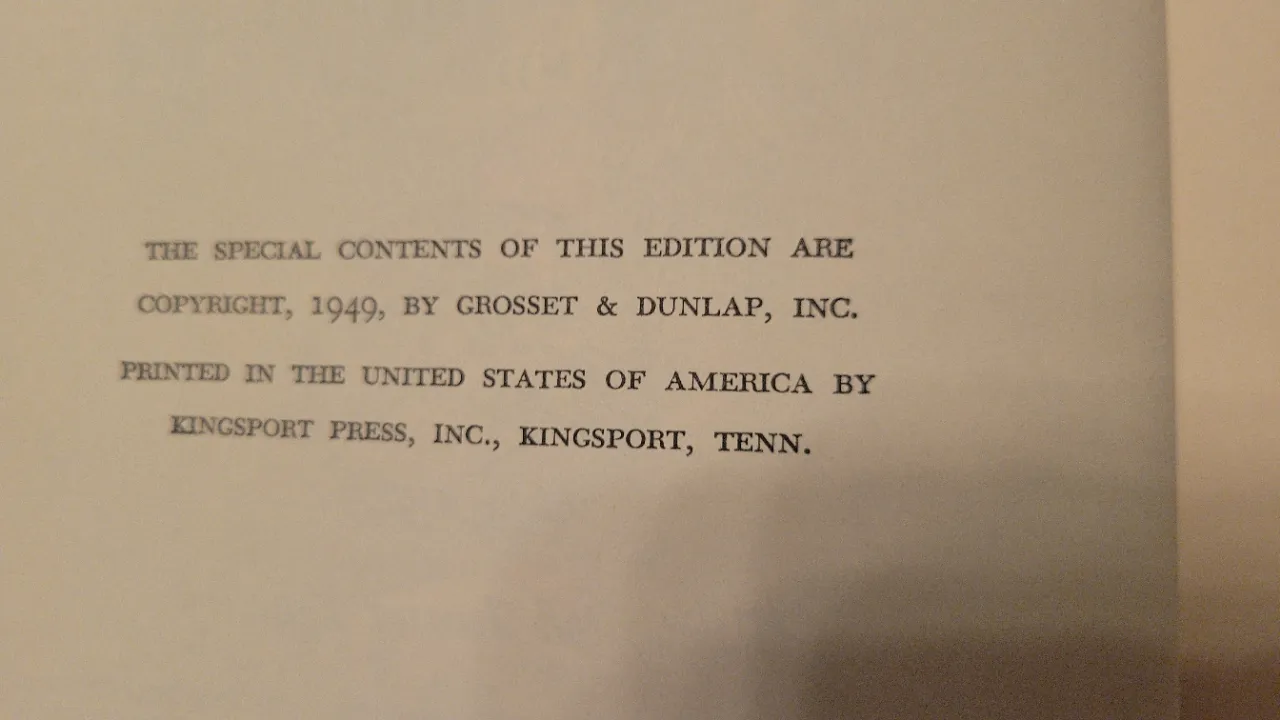 THE SPECIAL CONTENTS OF THIS EDITION ARE
COPYRIGHT, 1949, BY GROSSET & DUNLAP, INC.
PRINTED IN THE UNITED STATES OF AMERICA BY
KINGSPORT PRESS, INC., KINGSPORT, TENN.